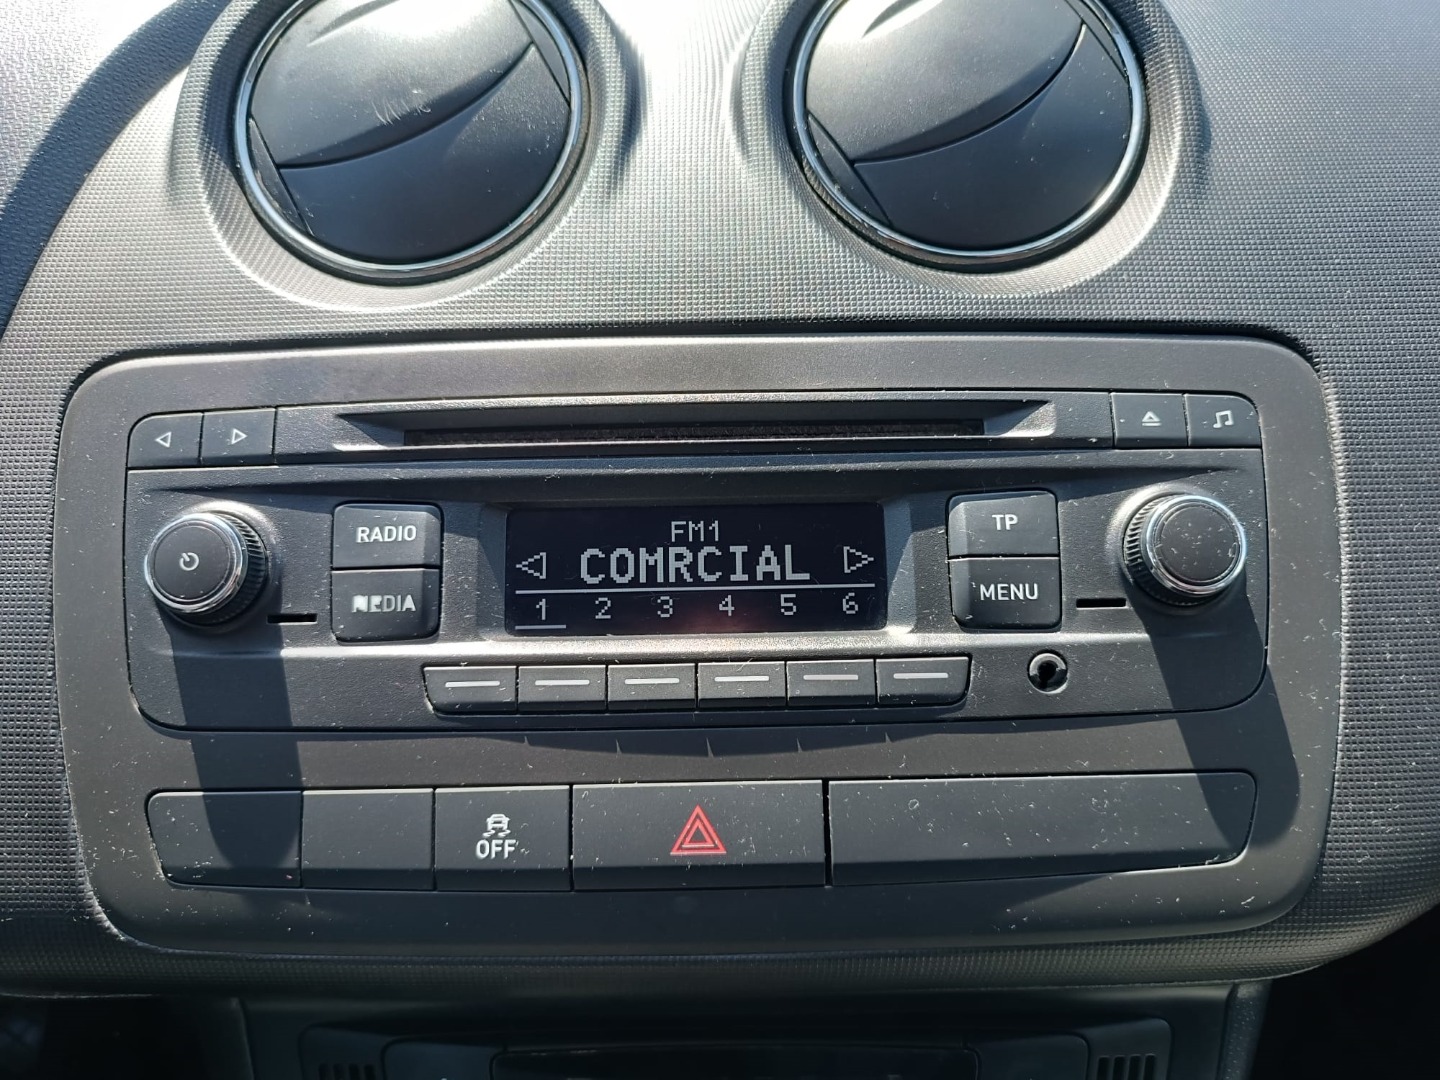 RADIO
MEDIA
FM1
COMRCIAL
1 2 3 4 5 6
TP
MENU
OFF